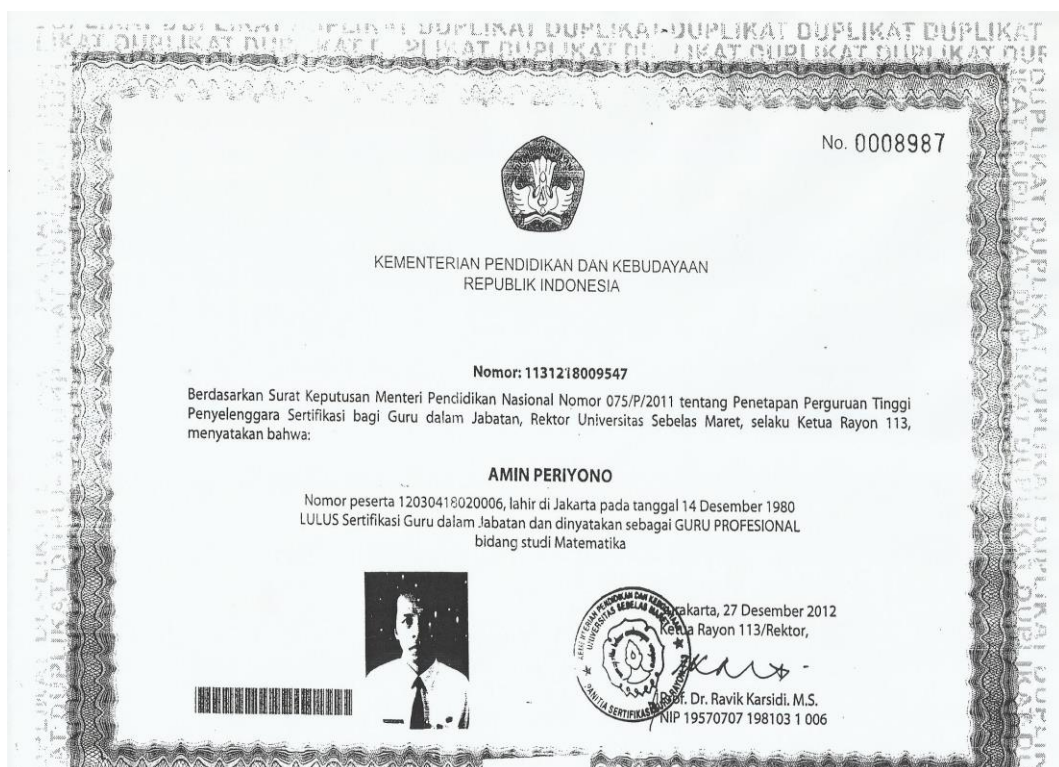 DUPLIKAT DUPLIKAT DUPLIKAT
No. 0008987
KEMENTERIAN PENDIDIKAN DAN KEBUDAYAAN
REPUBLIK INDONESIA
Nomor: 1131218009547
Berdasarkan Surat Keputusan Menteri Pendidikan Nasional Nomor 075/P/2011 tentang Penetapan Perguruan Tinggi
Penyelenggara Sertifikasi bagi Guru dalam Jabatan, Rektor Universitas Sebelas Maret, selaku Ketua Rayon 113,
menyatakan bahwa:
AMIN PERIYONO
Nomor peserta 12030418020006, lahir di Jakarta pada tanggal 14 Desember 1980
LULUS Sertifikasi Guru dalam Jabatan dan dinyatakan sebagai GURU PROFESIONAL
bidang studi Matematika
UNIVERSITAS SEBELAS MARET
PANITIA
27 Desember 2012
Ketua Rayon 113/Rektor,
Dr. Ravik Karsidi. M.S.
NIP 19570707 198103 1 006